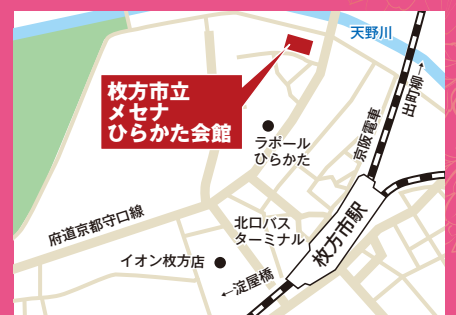 天野川
枚方市立
メセナ
ひらかた会館
出町柳→
京阪電車
ラポール
ひらかた
府道京都守口線
北口バス
ターミナル
枚方市駅
イオン枚方店
←淀屋橋